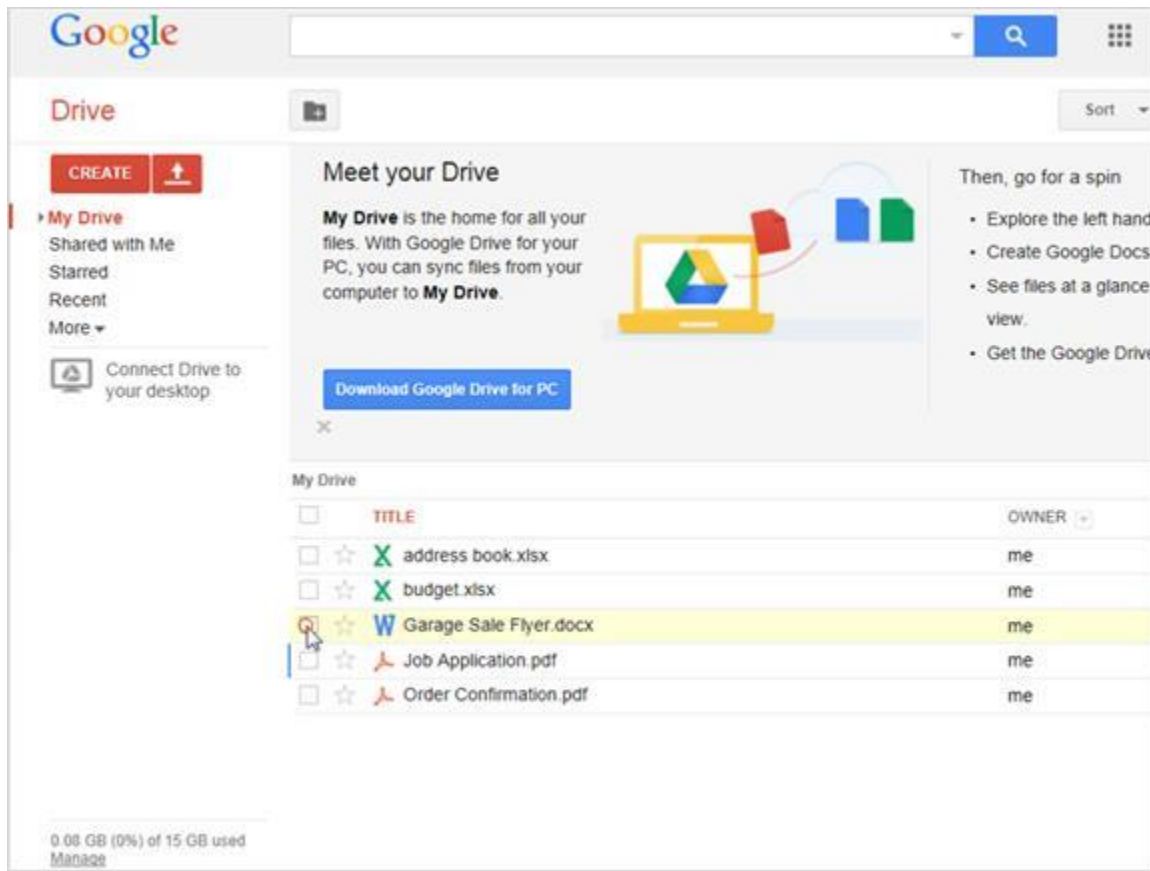 Google
Drive
Sort
CREATE
My Drive
Shared with Me
Starred
Recent
More
Connect Drive to
your desktop
Meet your Drive
My Drive is the home for all your
files. With Google Drive for your
PC, you can sync files from your
computer to My Drive.
Download Google Drive for PC
Then, go for a spin
• Explore the left hand
• Create Google Docs
• See files at a glance
view.
• Get the Google Drive
My Drive
TITLE OWNER
address book.xlsx me
budget.xlsx me
Garage Sale Flyer.docx me
Job Application.pdf me
Order Confirmation.pdf me
0.08 GB (0%) of 15 GB used
Manage